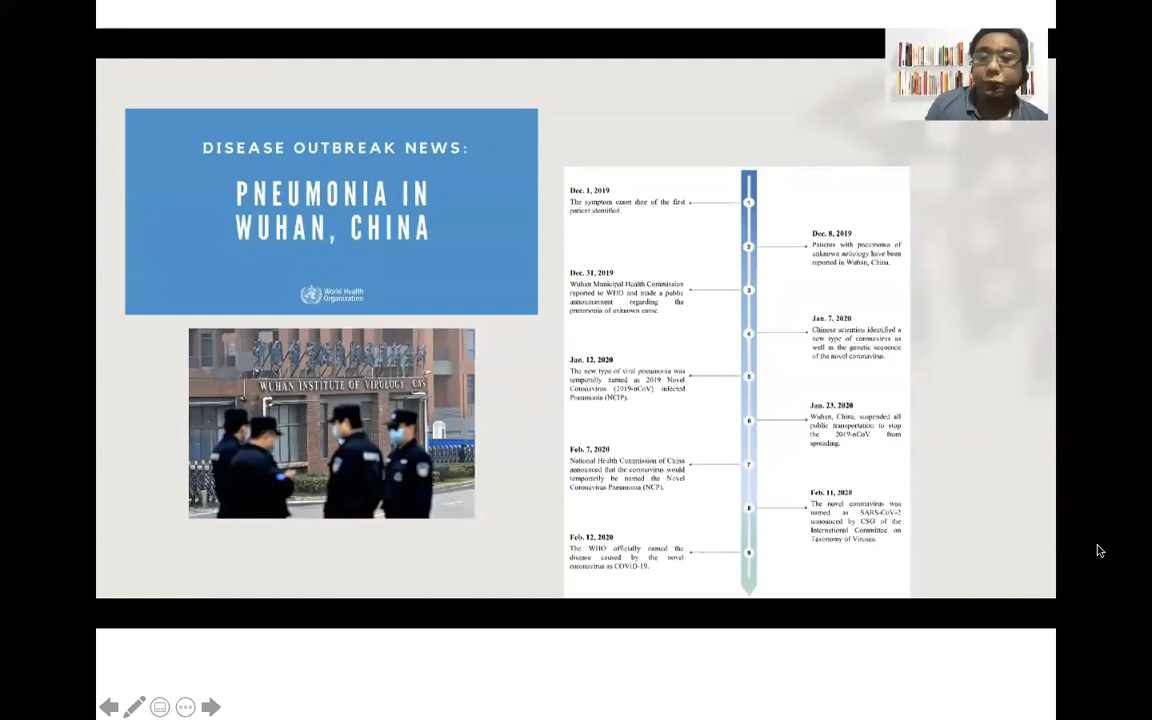 DISEASE OUTBREAK NEWS:
PNEUMONIA IN
WUHAN, CHINA
World Health
Organization
WUHAN INSTITUTE OF VIROLOGY, CAS
Dec. 1, 2019
The symptom onset date of the first
patient identified.
1
Dec. 8, 2019
Patients with pneumonia of
unknown aetiology have been
reported in Wuhan, China.
2
Dec. 31, 2019
Wuhan Municipal Health Commission
reported to WHO and made a public
announcement regarding the
pneumonia of unknown cause.
3
Jan. 7, 2020
Chinese scientists identified a
new type of coronavirus as
well as the genetic sequence
of the novel coronavirus.
4
Jan. 12, 2020
The new type of viral pneumonia was
temporally named as 2019 Novel
Coronavirus (2019-nCoV) infected
Pneumonia (NCIP).
5
Jan. 23, 2020
Wuhan, China, suspended all
public transportation to stop
the 2019-nCoV from
spreading.
6
Feb. 7, 2020
National Health Commission of China
announced that the coronavirus would
temporarily be named the Novel
Coronavirus Pneumonia (NCP).
7
Feb. 11, 2020
The novel coronavirus was
named as SARS-CoV-2
announced by CSG of the
International Committee on
Taxonomy of Viruses.
8
Feb. 12, 2020
The WHO officially named the
disease caused by the novel
coronavirus as COVID-19.
9